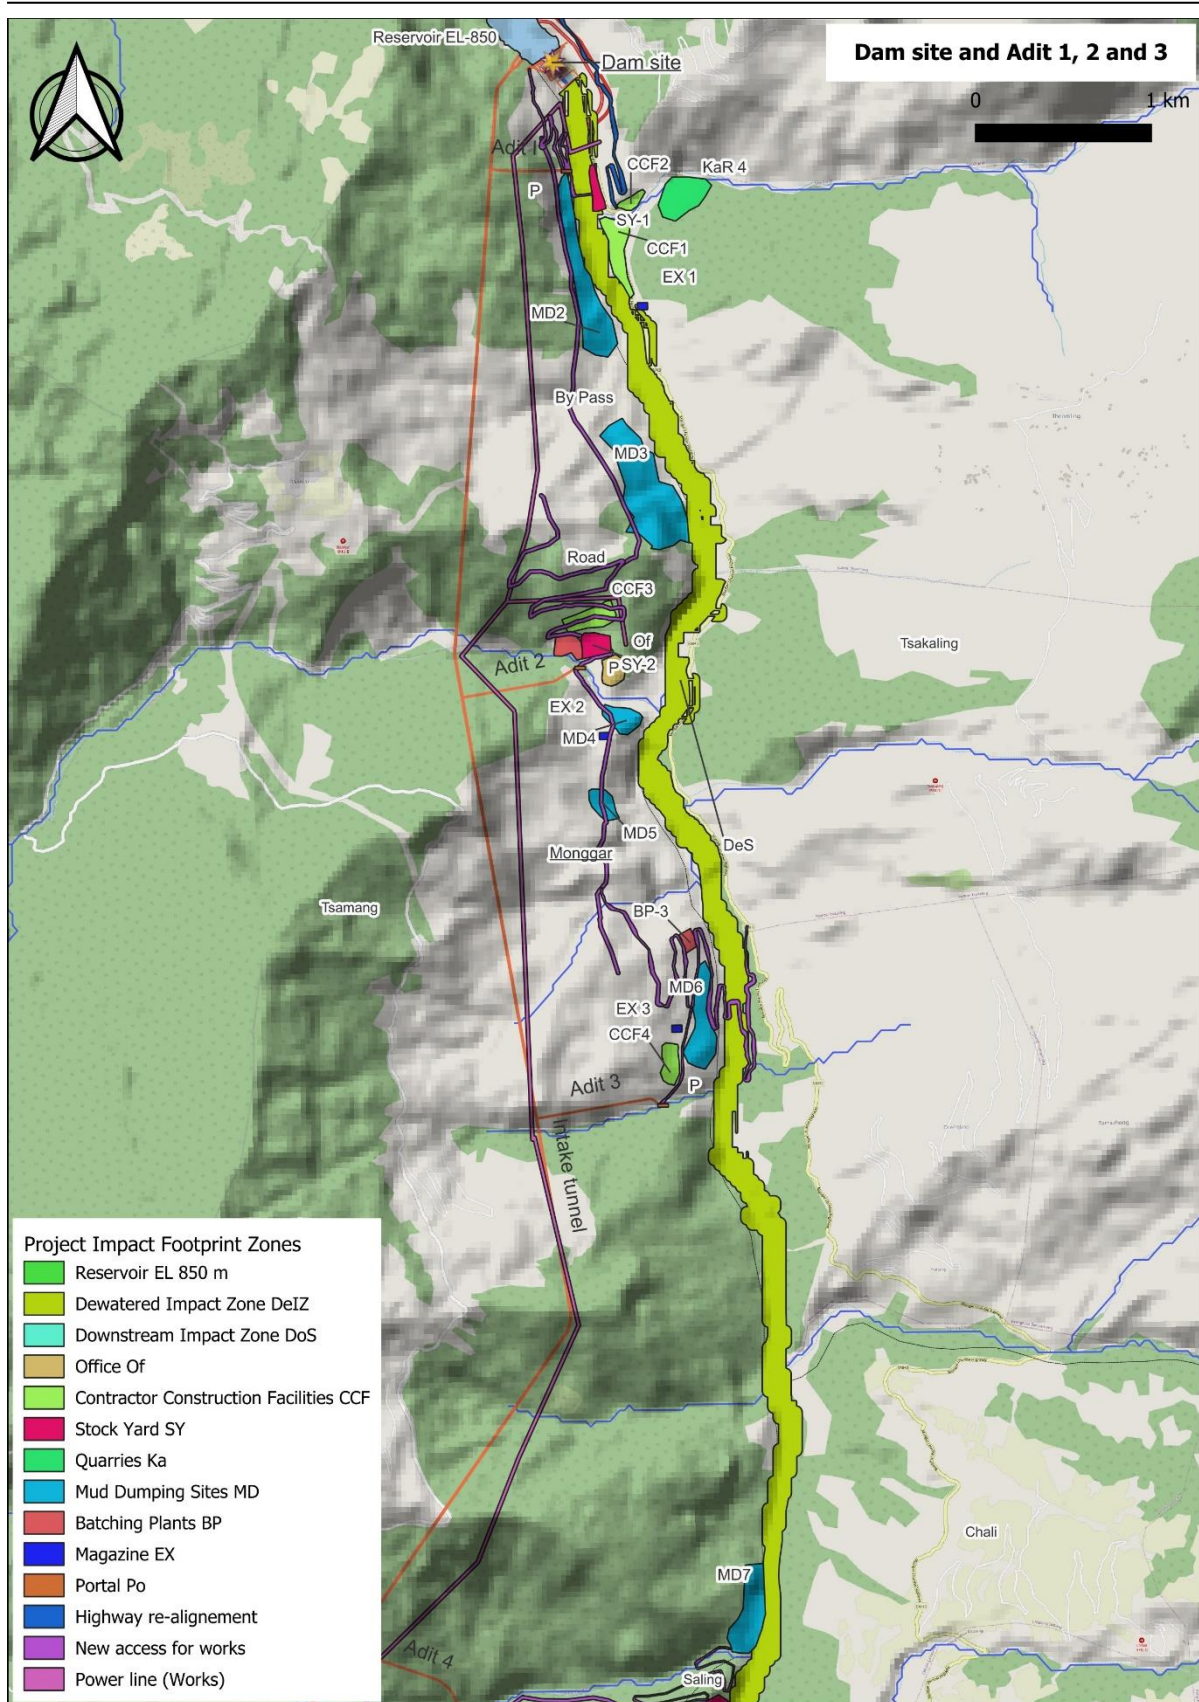 Reservoir EL-850
Dam site
Dam site and Adit 1, 2 and 3
0 1 km
Adit 1
CCF2
KaR 4
P
SY-1
CCF1
EX 1
MD2
By Pass
MD3
Road
CCF3
Of
Adit 2
P
SY-2
Tsakaling
EX 2
MD4
MD5
DeS
Monggar
Tsamang
BP-3
MD6
EX 3
CCF4
Adit 3
P
Intake tunnel
Project Impact Footprint Zones
Reservoir EL 850 m
Dewatered Impact Zone DeIZ
Downstream Impact Zone DoS
Office Of
Contractor Construction Facilities CCF
Stock Yard SY
Quarries Ka
Mud Dumping Sites MD
Batching Plants BP
Magazine EX
Portal Po
Highway re-alignement
New access for works
Power line (Works)
Chali
MD7
Adit 4
Saling